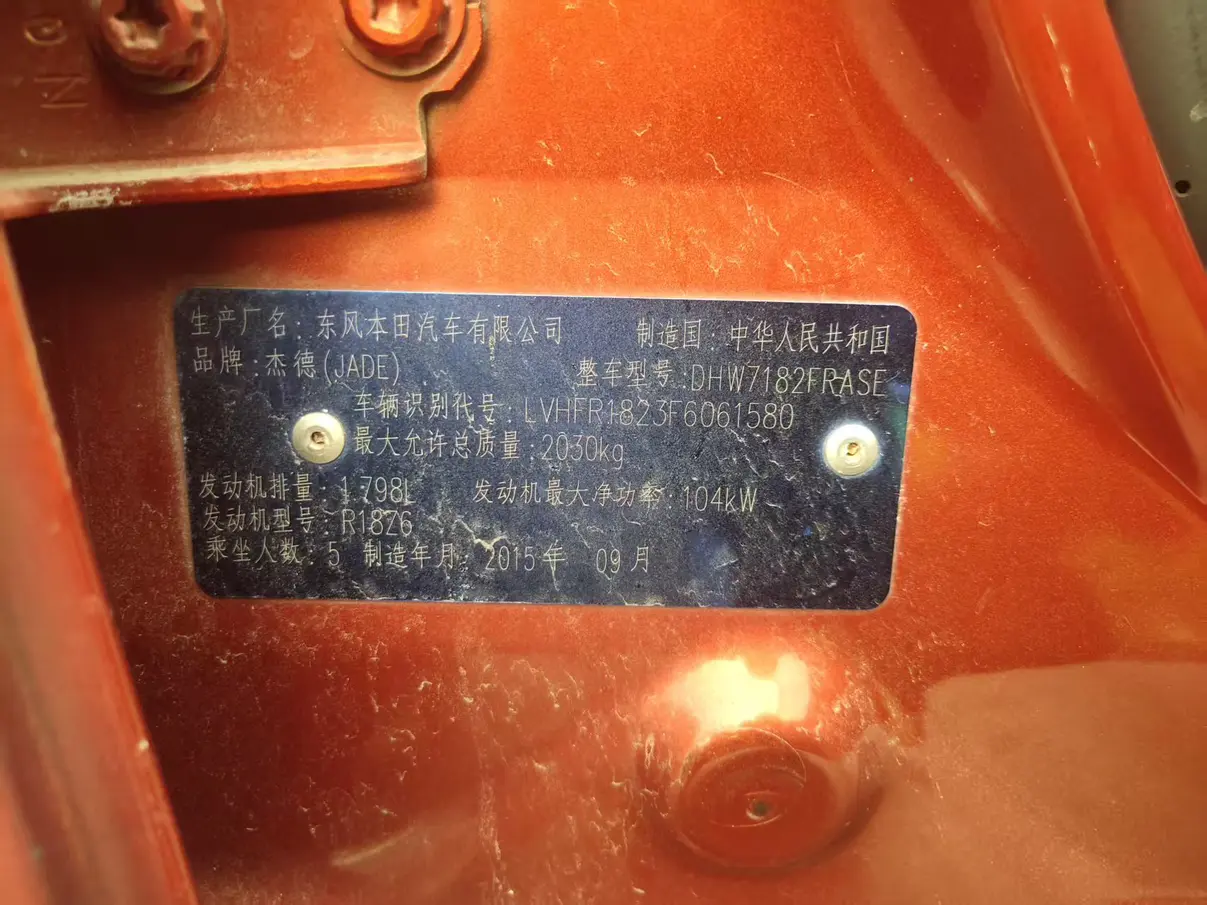 生产厂名:东风本田汽车有限公司 制造国:中华人民共和国
品牌:杰德(JADE) 整车型号:DHW7182FRASE
车辆识别代号:LVHFR1823F6061580
最大允许总质量:2030kg
发动机排量:1.798L 发动机最大净功率:104kW
发动机型号:R18Z6
乘坐人数:5 制造年月:2015年 09月